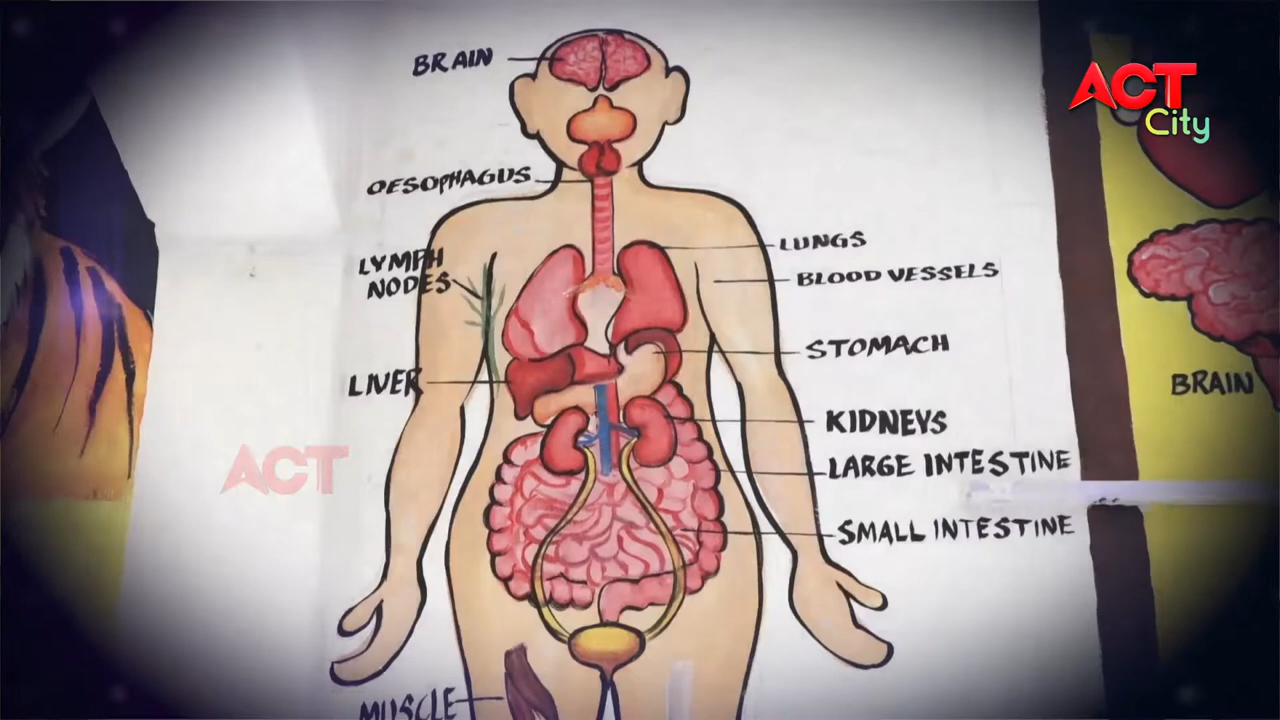 BRAIN
ACT
City
OESOPHAGUS
LYMPH
NODES
LUNGS
BLOOD VESSELS
STOMACH
LIVER
BRAIN
KIDNEYS
ACT
LARGE INTESTINE
SMALL INTESTINE
MUSCLE